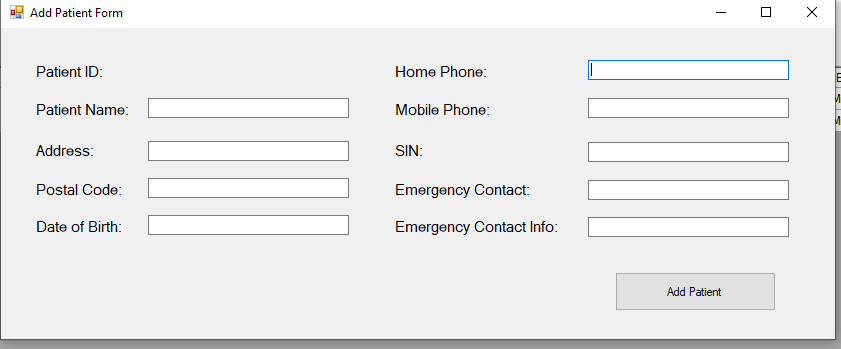 Add Patient Form
Patient ID:
Patient Name:
Address:
Postal Code:
Date of Birth:
Home Phone:
Mobile Phone:
SIN:
Emergency Contact:
Emergency Contact Info:
Add Patient